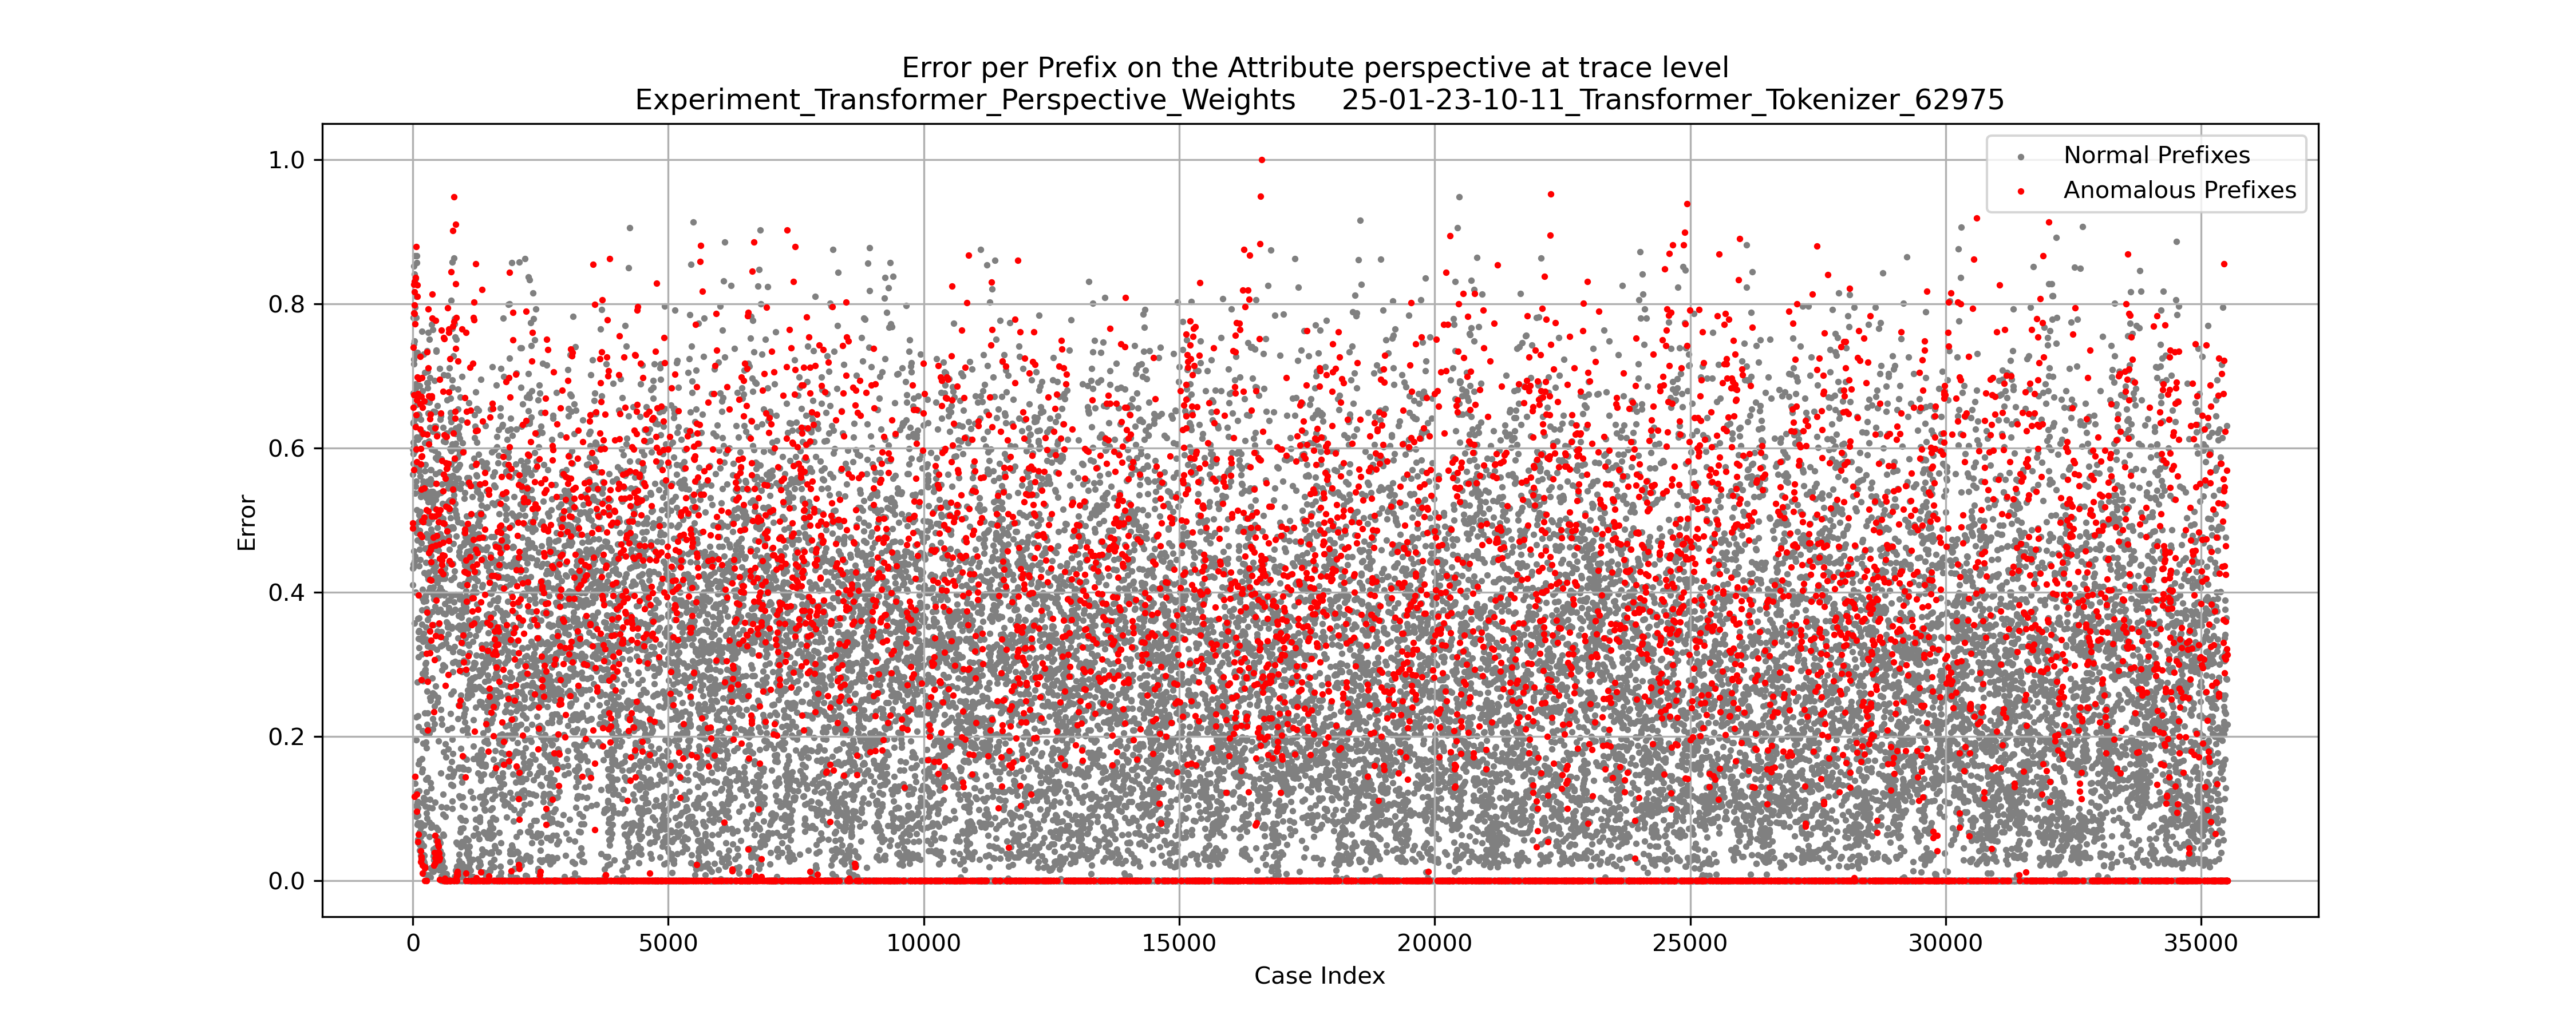 Error per Prefix on the Attribute perspective at trace level
Experiment_Transformer_Perspective_Weights     25-01-23-10-11_Transformer_Tokenizer_62975
Normal Prefixes
Anomalous Prefixes
1.0
0.8
0.6
0.4
0.2
0.0
Error
0 5000 10000 15000 20000 25000 30000 35000
Case Index